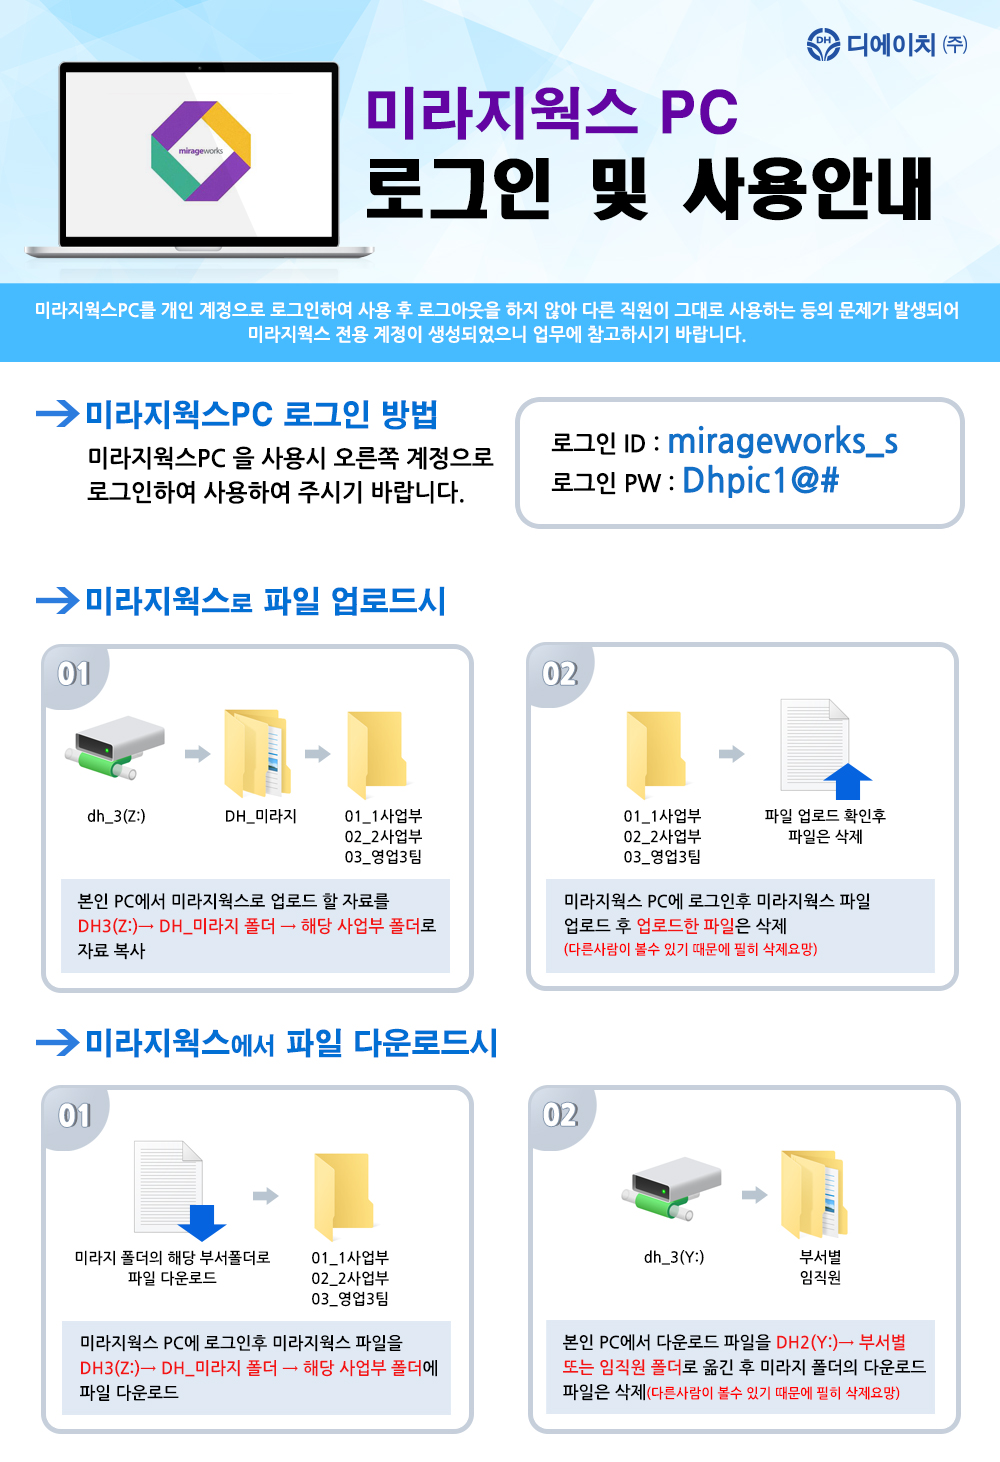 DH 디에이치 (주)
mirageworks
미라지웍스 PC
로그인 및 사용안내
미라지웍스PC를 개인 계정으로 로그인하여 사용 후 로그아웃을 하지 않아 다른 직원이 그대로 사용하는 등의 문제가 발생되어
미라지웍스 전용 계정이 생성되었으니 업무에 참고하시기 바랍니다.
미라지웍스PC 로그인 방법
미라지웍스PC 을 사용시 오른쪽 계정으로
로그인하여 사용하여 주시기 바랍니다.
로그인 ID : mirageworks_s
로그인 PW : Dhpic1@#
미라지웍스로 파일 업로드시
01
dh_3(Z:)
DH_미라지
01_1사업부
02_2사업부
03_영업3팀
본인 PC에서 미라지웍스로 업로드 할 자료를
DH3(Z:)→ DH_미라지 폴더 → 해당 사업부 폴더로
자료 복사
02
01_1사업부
02_2사업부
03_영업3팀
파일 업로드 확인후
파일은 삭제
미라지웍스 PC에 로그인후 미라지웍스 파일
업로드 후 업로드한 파일은 삭제
(다른사람이 볼수 있기 때문에 필히 삭제요망)
미라지웍스에서 파일 다운로드시
01
미라지 폴더의 해당 부서폴더로
파일 다운로드
01_1사업부
02_2사업부
03_영업3팀
미라지웍스 PC에 로그인후 미라지웍스 파일을
DH3(Z:)→ DH_미라지 폴더 → 해당 사업부 폴더에
파일 다운로드
02
dh_3(Y:)
부서별
임직원
본인 PC에서 다운로드 파일을 DH2(Y:)→ 부서별
또는 임직원 폴더로 옮긴 후 미라지 폴더의 다운로드
파일은 삭제(다른사람이 볼수 있기 때문에 필히 삭제요망)